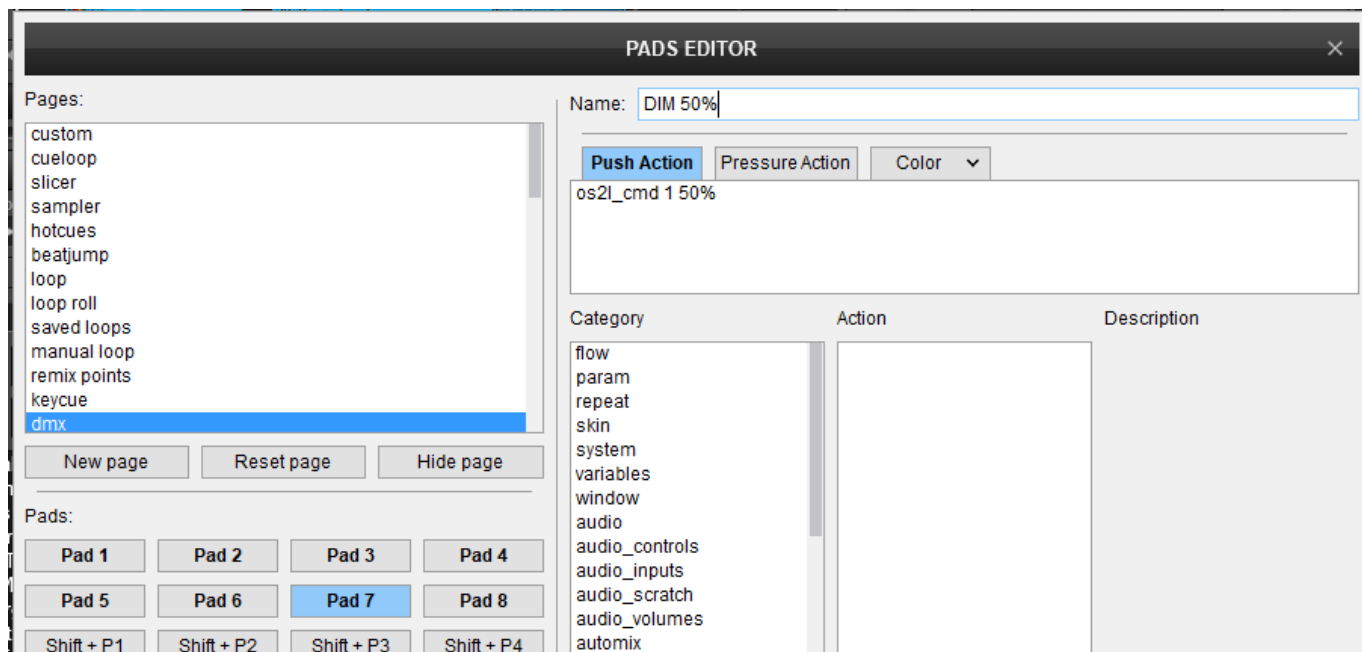 PADS EDITOR
Pages:
custom
cueloop
slicer
sampler
hotcues
beatjump
loop
loop roll
saved loops
manual loop
remix points
keycue
dmx
New page Reset page Hide page
Pads:
Pad 1 Pad 2 Pad 3 Pad 4
Pad 5 Pad 6 Pad 7 Pad 8
Shift + P1 Shift + P2 Shift + P3 Shift + P4
Name: DIM 50%
Push Action Pressure Action Color
os2l_cmd 1 50%
Category Action Description
flow
param
repeat
skin
system
variables
window
audio
audio_controls
audio_inputs
audio_scratch
audio_volumes
automix